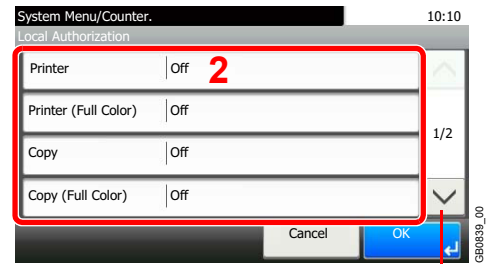 System Menu/Counter. 10:10
Local Authorization
Printer Off 2
Printer (Full Color) Off
1/2
Copy Off
Copy (Full Color) Off
Cancel OK
GB0839_00